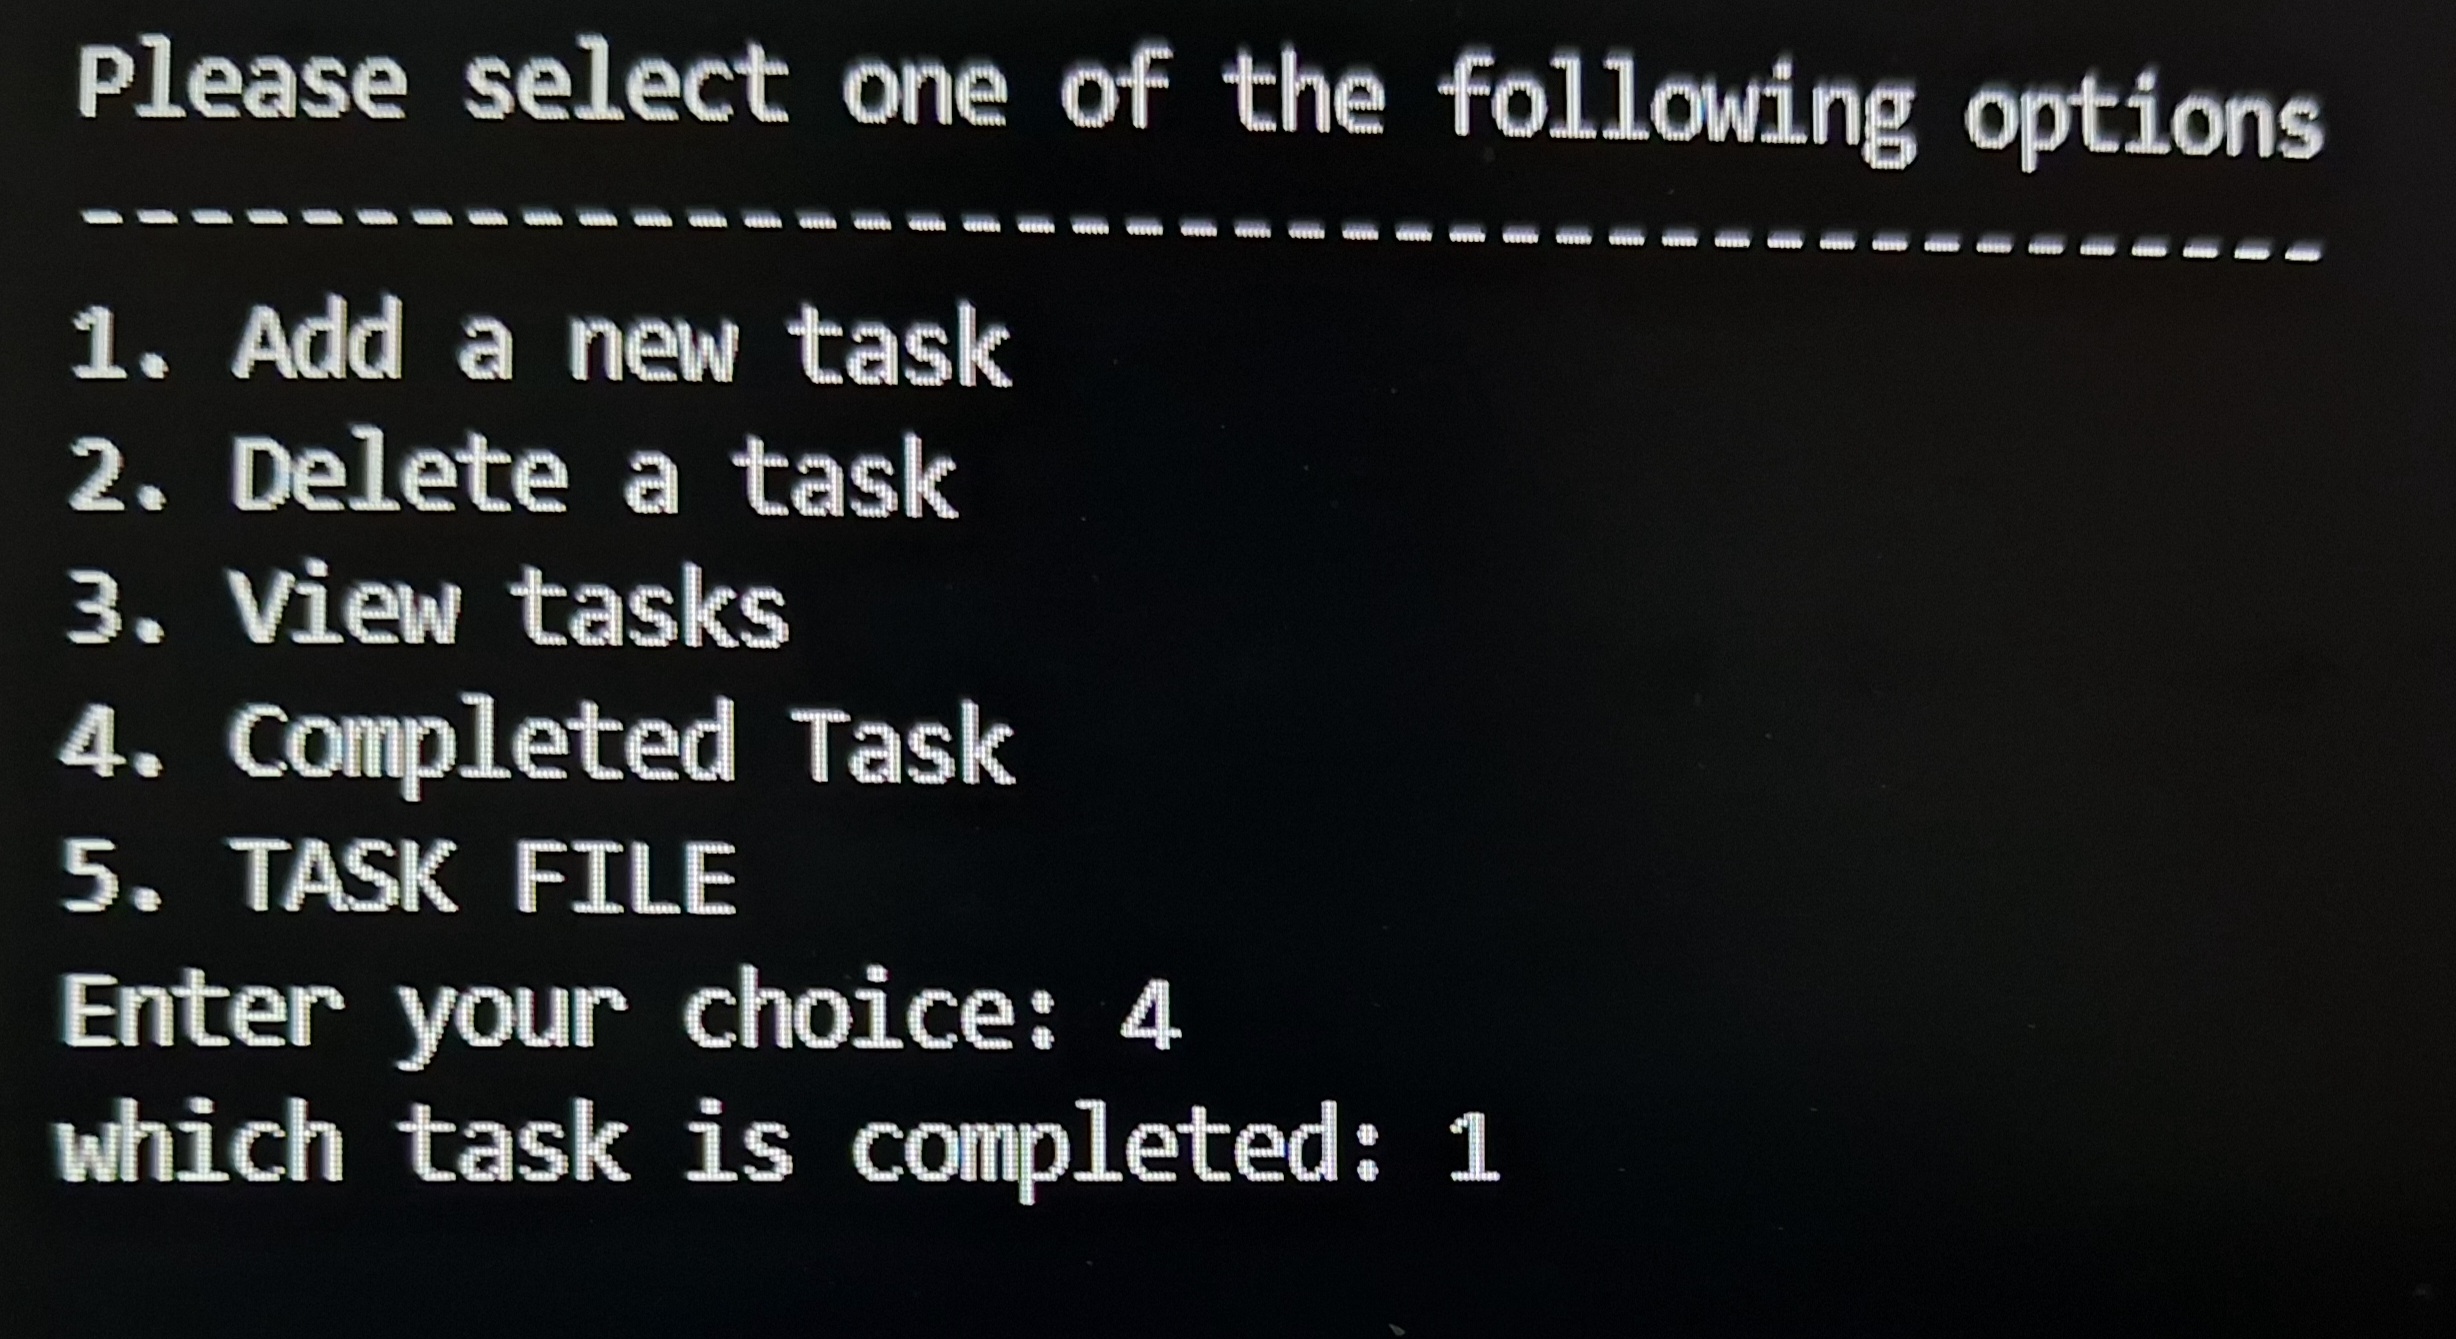 Please select one of the following options
------------------------------------------
1. Add a new task
2. Delete a task
3. View tasks
4. Completed Task
5. TASK FILE
Enter your choice: 4
which task is completed: 1